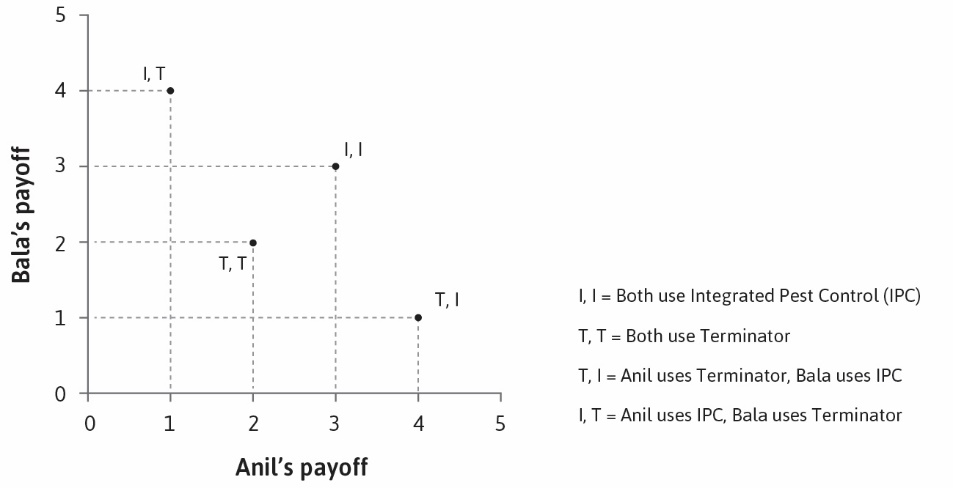 5
I, T
4
I, I
3
2
T, T
T, I
1
0
0 1 2 3 4 5
Bala’s payoff
Anil’s payoff
I, I = Both use Integrated Pest Control (IPC)
T, T = Both use Terminator
T, I = Anil uses Terminator, Bala uses IPC
I, T = Anil uses IPC, Bala uses Terminator